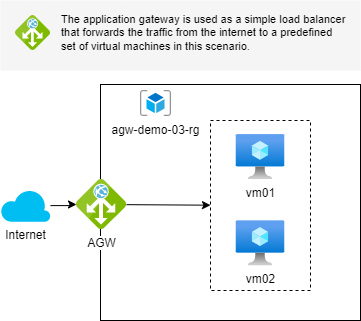 The application gateway is used as a simple load balancer
that forwards the traffic from the internet to a predefined
set of virtual machines in this scenario.
agw-demo-03-rg
vm01
Internet
AGW
vm02